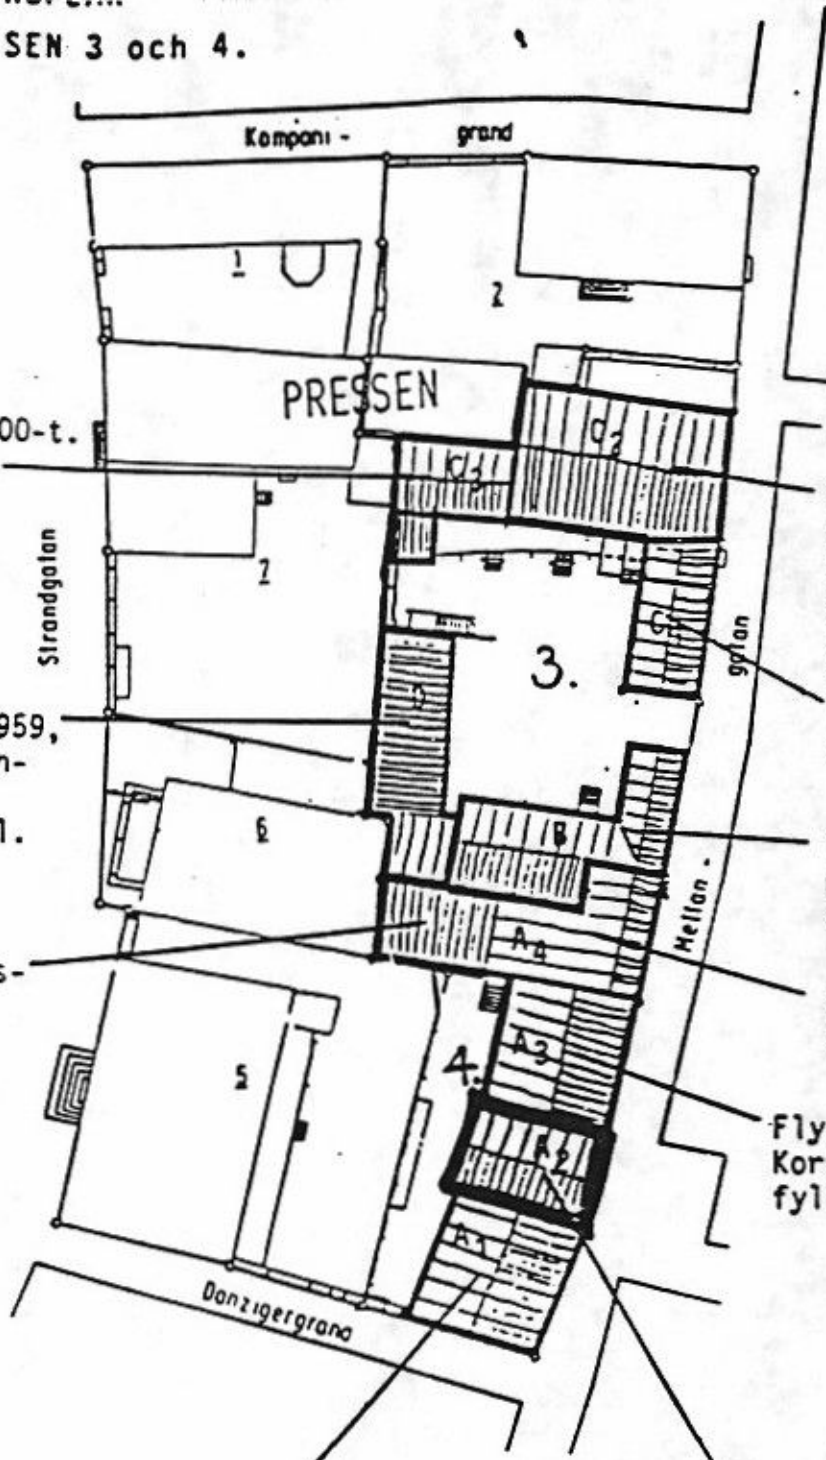 SEN 3 och 4.
Kompani - grand
1
2
PRESSEN
00-t.
C2
C3
Strandgatan
7
C1
gatan
3.
D
959,
n-
1.
6
B
Mellan -
A4
s-
A3
5
4.
Fly
Kor
fyl
A2
A1
Danzigergrand